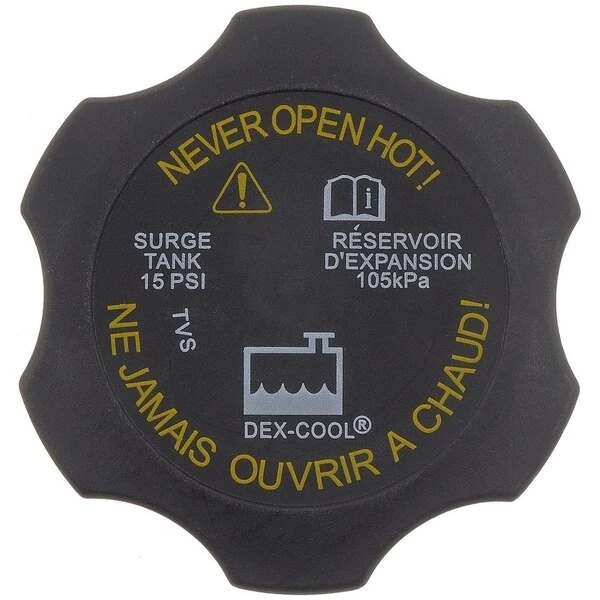 NEVER OPEN HOT!
SURGE
TANK
15 PSI
RÉSERVOIR
D'EXPANSION
105kPa
TVS
DEX-COOL®
NE JAMAIS OUVRIR A CHAUD!